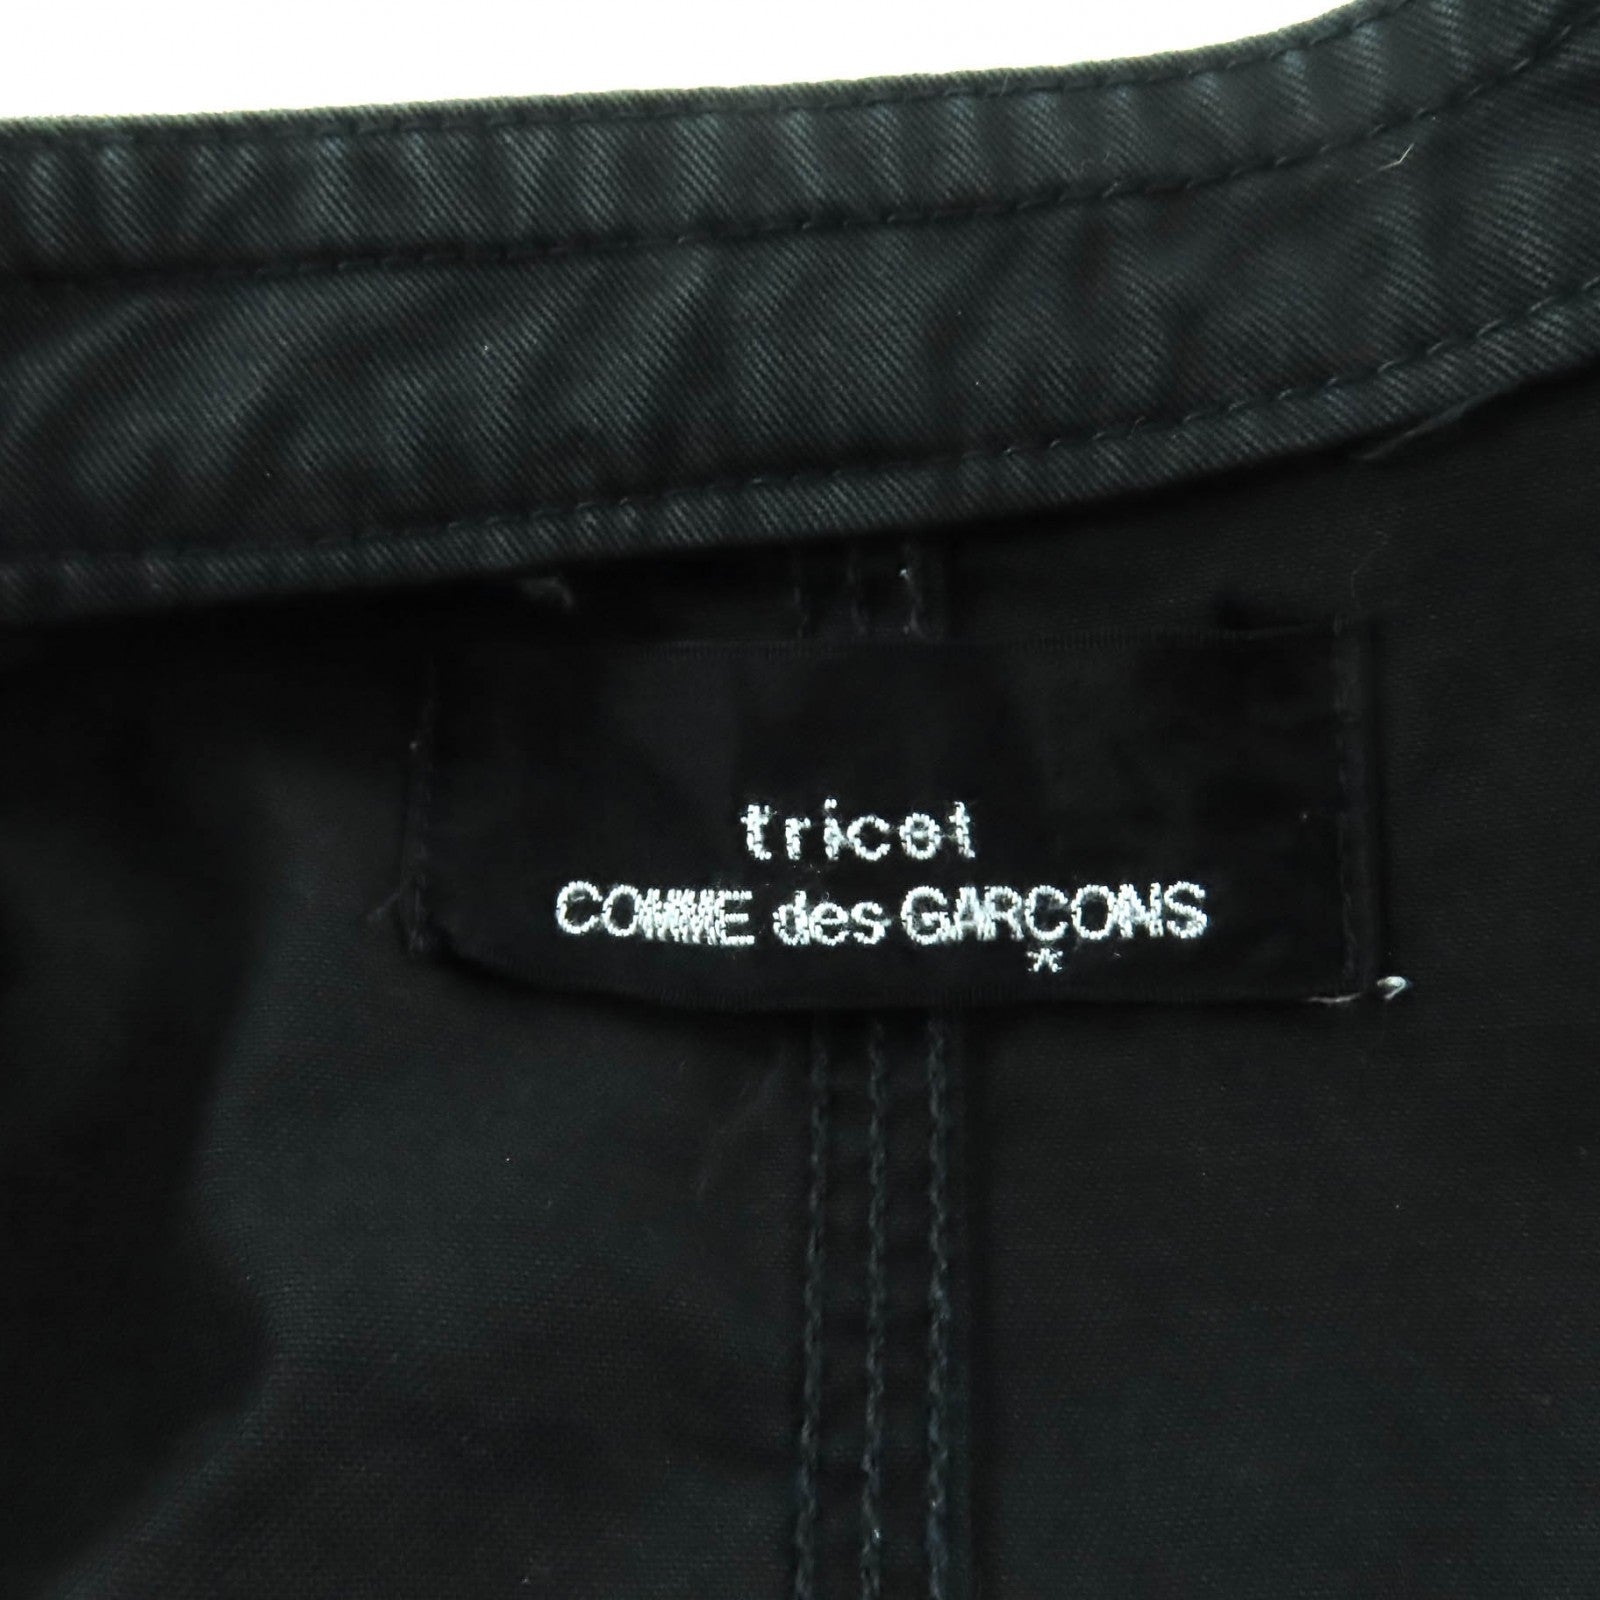 tricot
COMME des GARÇONS
*